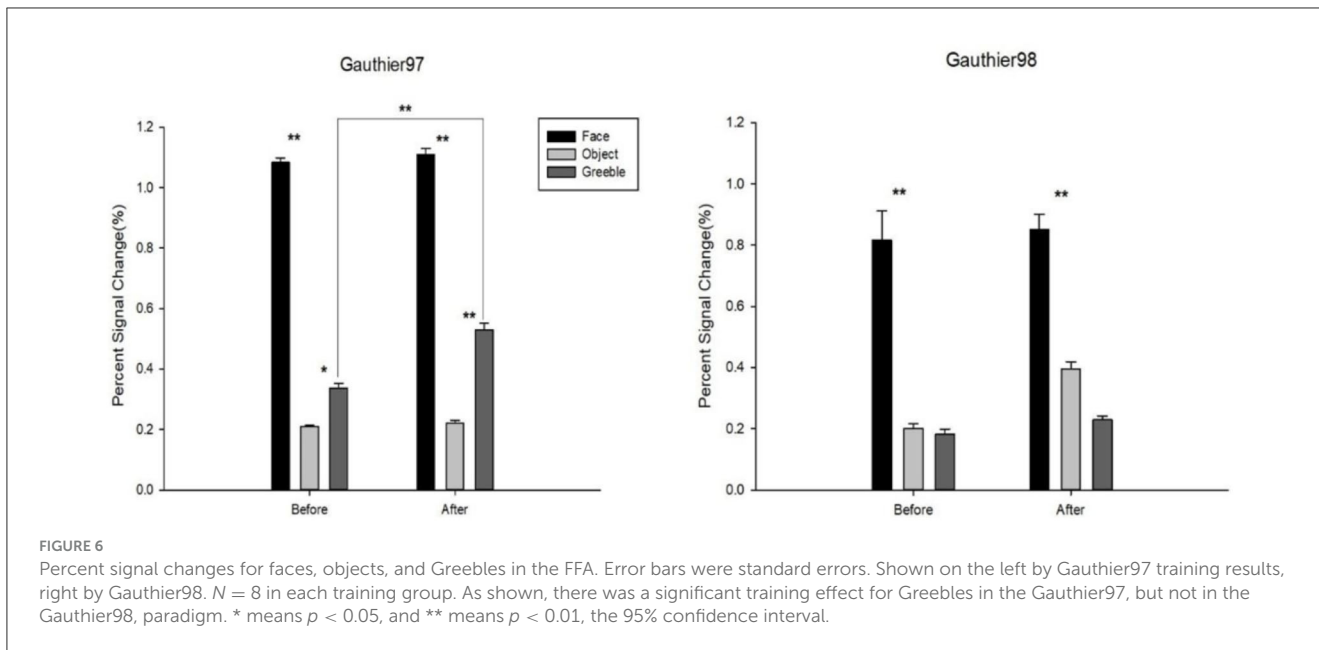 Gauthier97
Gauthier98
**
**
**
Face
Object
Greeble
*
**
Percent Signal Change(%)
1.2
1.0
0.8
0.6
0.4
0.2
0.0
Before
After
**
**
Percent Signal Change(%)
1.2
1.0
0.8
0.6
0.4
0.2
0.0
Before
After
FIGURE 6
Percent signal changes for faces, objects, and Greebles in the FFA. Error bars were standard errors. Shown on the left by Gauthier97 training results,
right by Gauthier98. N = 8 in each training group. As shown, there was a significant training effect for Greebles in the Gauthier97, but not in the
Gauthier98, paradigm. * means p < 0.05, and ** means p < 0.01, the 95% confidence interval.